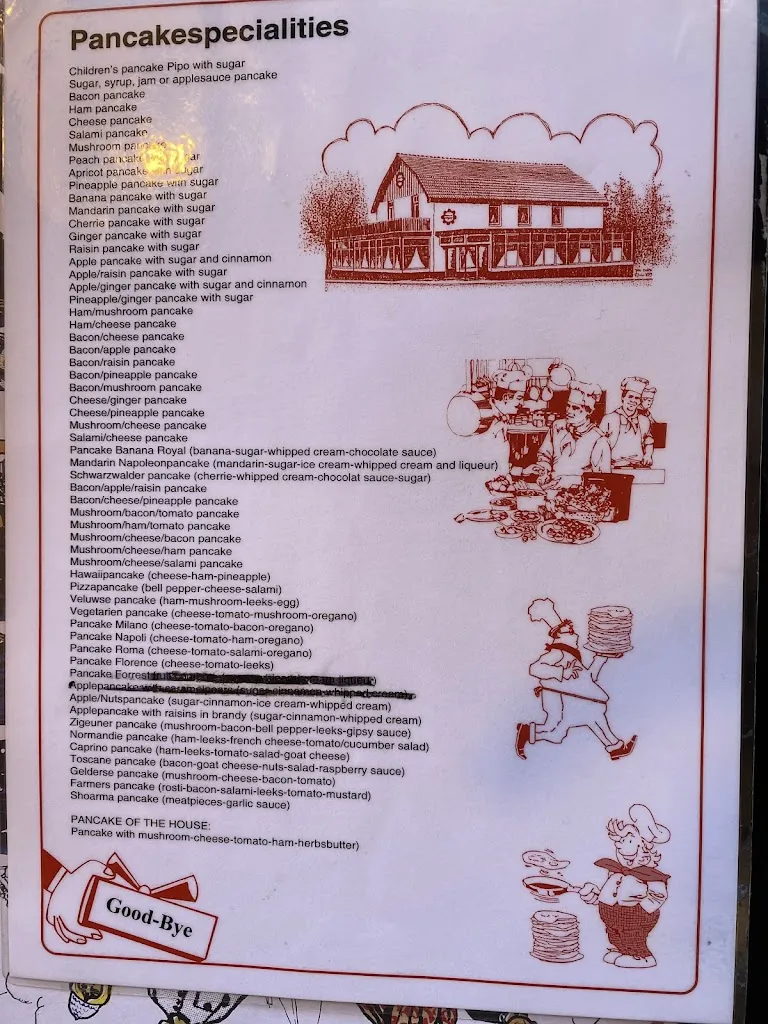 Pancakespecialities
Children's pancake Pipo with sugar
Sugar, syrup, jam or applesauce pancake
Bacon pancake
Ham pancake
Cheese pancake
Salami pancake
Mushroom pancake
Peach pancake with sugar
Apricot pancake with sugar
Pineapple pancake with sugar
Banana pancake with sugar
Mandarin pancake with sugar
Cherrie pancake with sugar
Ginger pancake with sugar
Raisin pancake with sugar
Apple pancake with sugar and cinnamon
Apple/raisin pancake with sugar
Apple/ginger pancake with sugar and cinnamon
Pineapple/ginger pancake with sugar
Ham/mushroom pancake
Ham/cheese pancake
Bacon/cheese pancake
Bacon/apple pancake
Bacon/raisin pancake
Bacon/pineapple pancake
Bacon/mushroom pancake
Cheese/ginger pancake
Cheese/pineapple pancake
Mushroom/cheese pancake
Salami/cheese pancake
Pancake Banana Royal (banana-sugar-whipped cream-chocolate sauce)
Mandarin Napoleonpancake (mandarin-sugar-ice cream-whipped cream and liqueur)
Schwarzwalder pancake (cherrie-whipped cream-chocolat sauce-sugar)
Bacon/apple/raisin pancake
Bacon/cheese/pineapple pancake
Mushroom/bacon/tomato pancake
Mushroom/ham/tomato pancake
Mushroom/cheese/bacon pancake
Mushroom/cheese/ham pancake
Mushroom/cheese/salami pancake
Hawaiipancake (cheese-ham-pineapple)
Pizzapancake (bell pepper-cheese-salami)
Veluwse pancake (ham-mushroom-leeks-egg)
Vegetarien pancake (cheese-tomato-mushroom-oregano)
Pancake Milano (cheese-tomato-bacon-oregano)
Pancake Napoli (cheese-tomato-ham-oregano)
Pancake Roma (cheese-tomato-salami-oregano)
Pancake Florence (cheese-tomato-leeks)
Pancake Forrest
Applepancake (sugar-cinnamon-whipped cream)
Apple/Nutspancake (sugar-cinnamon-ice cream-whipped cream)
Applepancake with raisins in brandy (sugar-cinnamon-whipped cream)
Zigeuner pancake (mushroom-bacon-bell pepper-leeks-gipsy sauce)
Normandie pancake (ham-leeks-french cheese-tomato/cucumber salad)
Caprino pancake (ham-leeks-tomato-salad-goat cheese)
Toscane pancake (bacon-goat cheese-nuts-salad-raspberry sauce)
Gelderse pancake (mushroom-cheese-bacon-tomato)
Farmers pancake (rosti-bacon-salami-leeks-tomato-mustard)
Shoarma pancake (meatpieces-garlic sauce)
PANCAKE OF THE HOUSE:
Pancake with mushroom-cheese-tomato-ham-herbsbutter)
Good-Bye